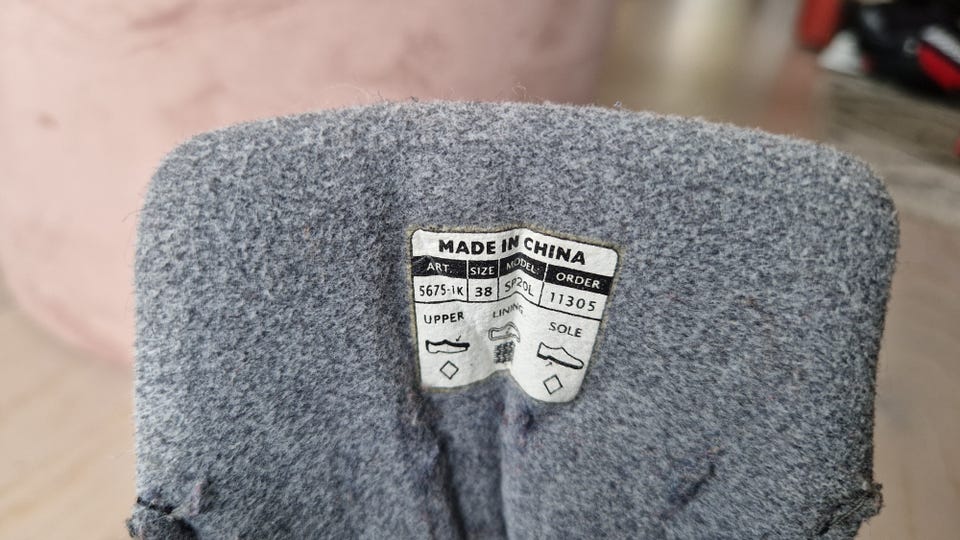 MADE IN CHINA
ART. SIZE MODEL: ORDER
5675-1K 38 SP20L 11305
UPPER LINING SOLE